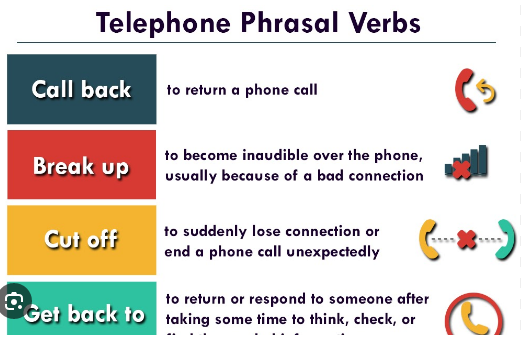 Telephone Phrasal Verbs
Call back
to return a phone call
Break up
to become inaudible over the phone,
usually because of a bad connection
Cut off
to suddenly lose connection or
end a phone call unexpectedly
Get back to
to return or respond to someone after
taking some time to think, check, or